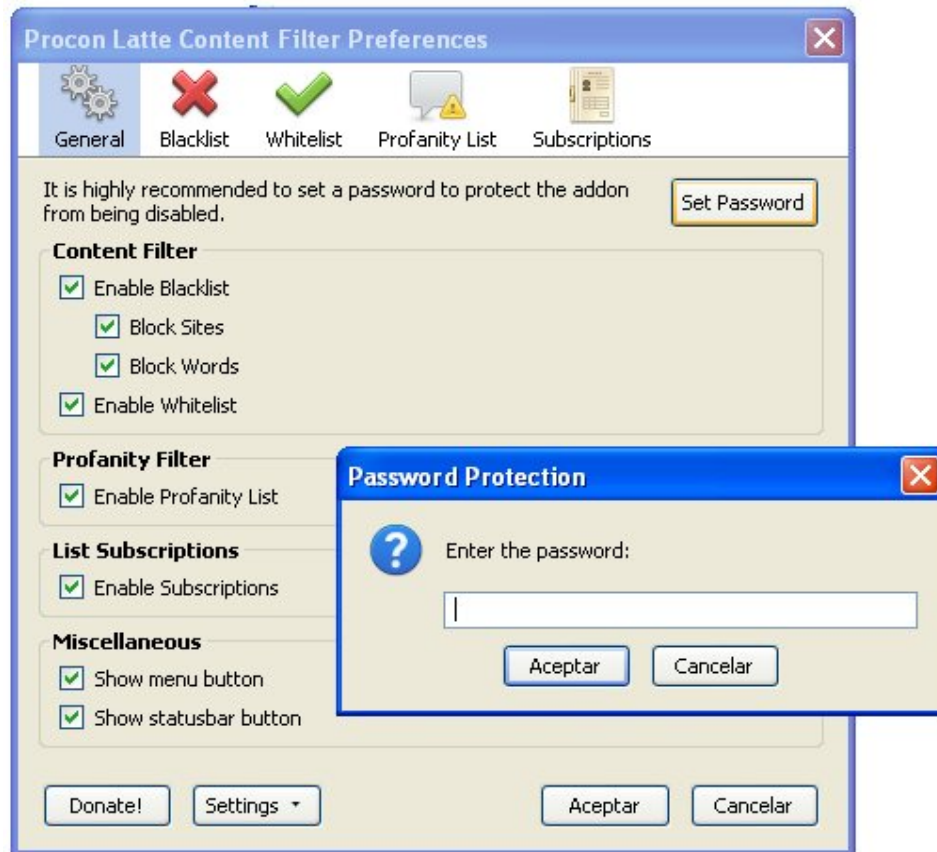 Procon Latte Content Filter Preferences
General Blacklist Whitelist Profanity List Subscriptions
It is highly recommended to set a password to protect the addon
from being disabled.
Set Password
Content Filter
Enable Blacklist
Block Sites
Block Words
Enable Whitelist
Profanity Filter
Enable Profanity List
List Subscriptions
Enable Subscriptions
Miscellaneous
Show menu button
Show statusbar button
Password Protection
Enter the password:
Aceptar Cancelar
Donate! Settings Aceptar Cancelar